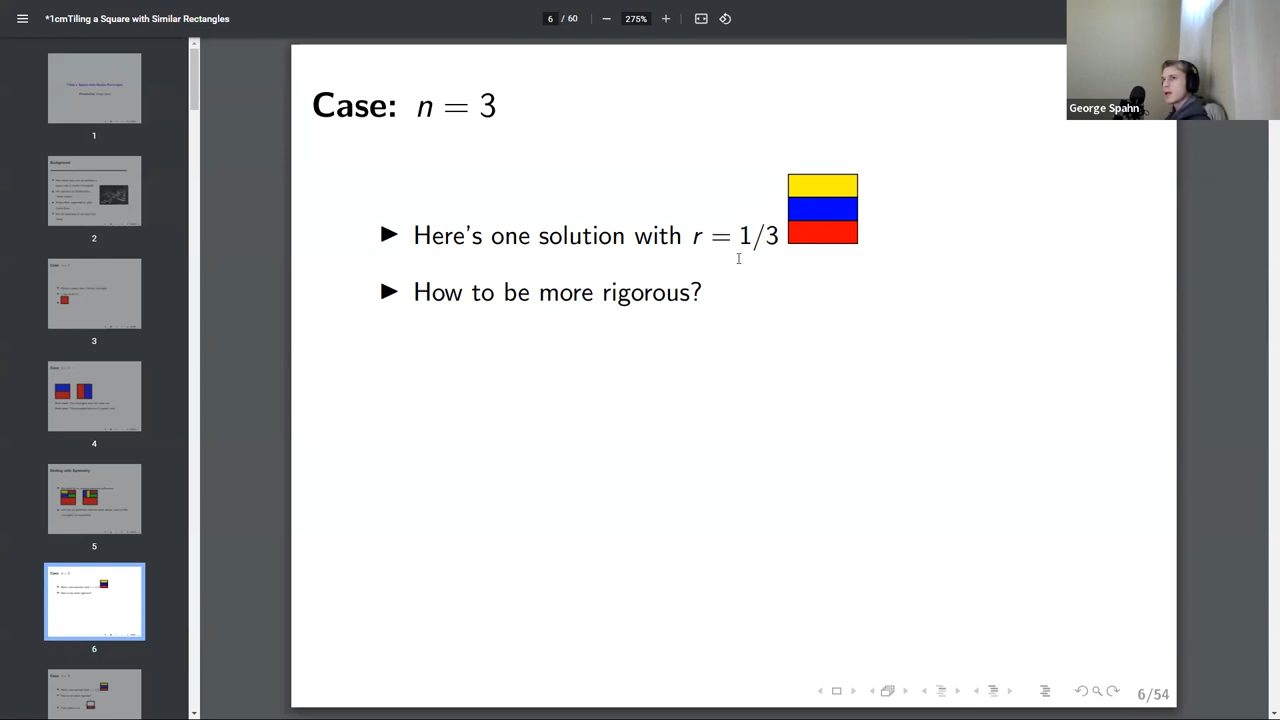 *1cmTiling a Square with Similar Rectangles
6 / 60
275%
George Spahn
Case: n = 3
Here's one solution with r = 1/3
How to be more rigorous?
6/54
1
2
3
4
5
6